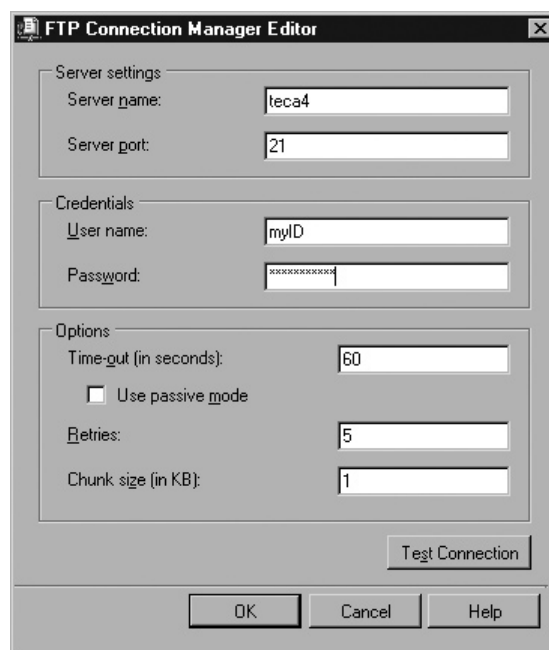 FTP Connection Manager Editor
Server settings
Server name:
teca4
Server port:
21
Credentials
User name:
myID
Password:
***********
Options
Time-out (in seconds):
60
Use passive mode
Retries:
5
Chunk size (in KB):
1
Test Connection
OK
Cancel
Help